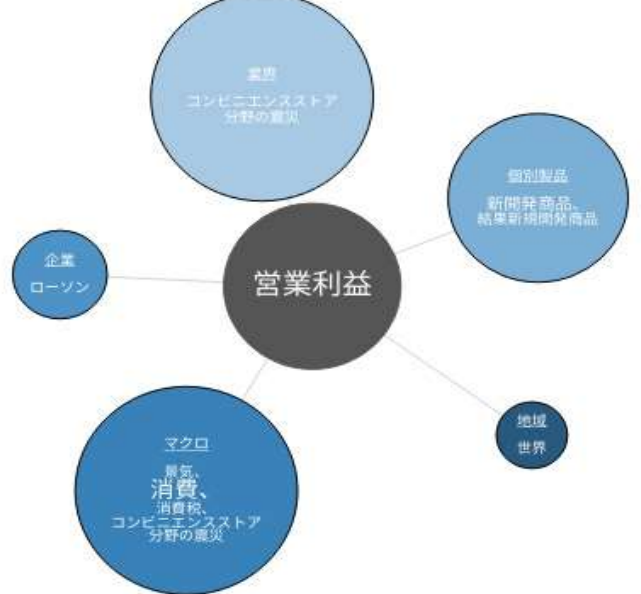 業界
コンビニエンスストア
分野の震災
個別製品
新開発商品、
結果新規開発商品
営業利益
企業
ローソン
マクロ
景気、
消費、
消費税、
コンビニエンスストア
分野の震災
地域
世界